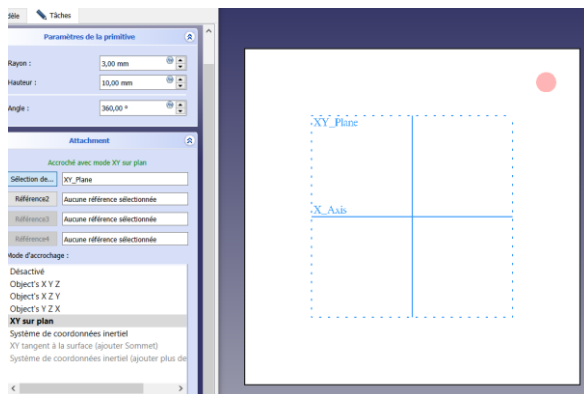 dèle Tâches
Paramètres de la primitive
Rayon : 3,00 mm
Hauteur : 10,00 mm
Angle : 360,00 °
Attachment
Accroché avec mode XY sur plan
Sélection de... XY_Plane
Référence2 Aucune référence sélectionnée
Référence3 Aucune référence sélectionnée
Référence4 Aucune référence sélectionnée
Mode d'accrochage :
Désactivé
Object's X Y Z
Object's X Z Y
Object's Y Z X
XY sur plan
Système de coordonnées inertiel
XY tangent à la surface (ajouter Sommet)
Système de coordonnées inertiel (ajouter plus de
XY_Plane
X_Axis